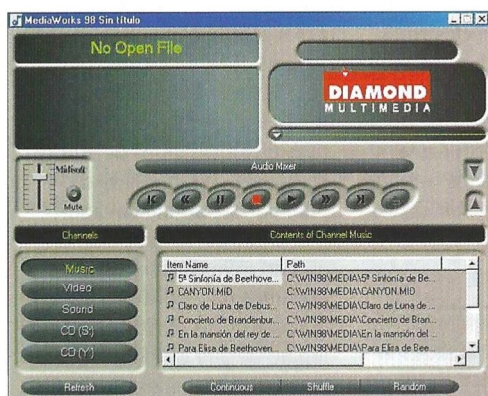 MediaWorks 98 Sin título
No Open File
DIAMOND
MULTIMEDIA
Midisoft
Mute
Audio Mixer
Channels
Contents of Channel Music
Music
Video
Sound
CD (S:)
CD (Y:)
Item Name Path
5ª Sinfonía de Beethove... C:\WIN98\MEDIA\5ª Sinfonía de Be...
CANYON.MID C:\WIN98\MEDIA\CANYON.MID
Claro de Luna de Debus... C:\WIN98\MEDIA\Claro de Luna de ...
Concierto de Brandenbur... C:\WIN98\MEDIA\Concierto de Bran...
En la mansión del rey de... C:\WIN98\MEDIA\En la mansión del ...
Para Elisa de Beethoven C:\WIN98\MEDIA\Para Elisa de Bee...
Refresh
Continuous Shuffle Random